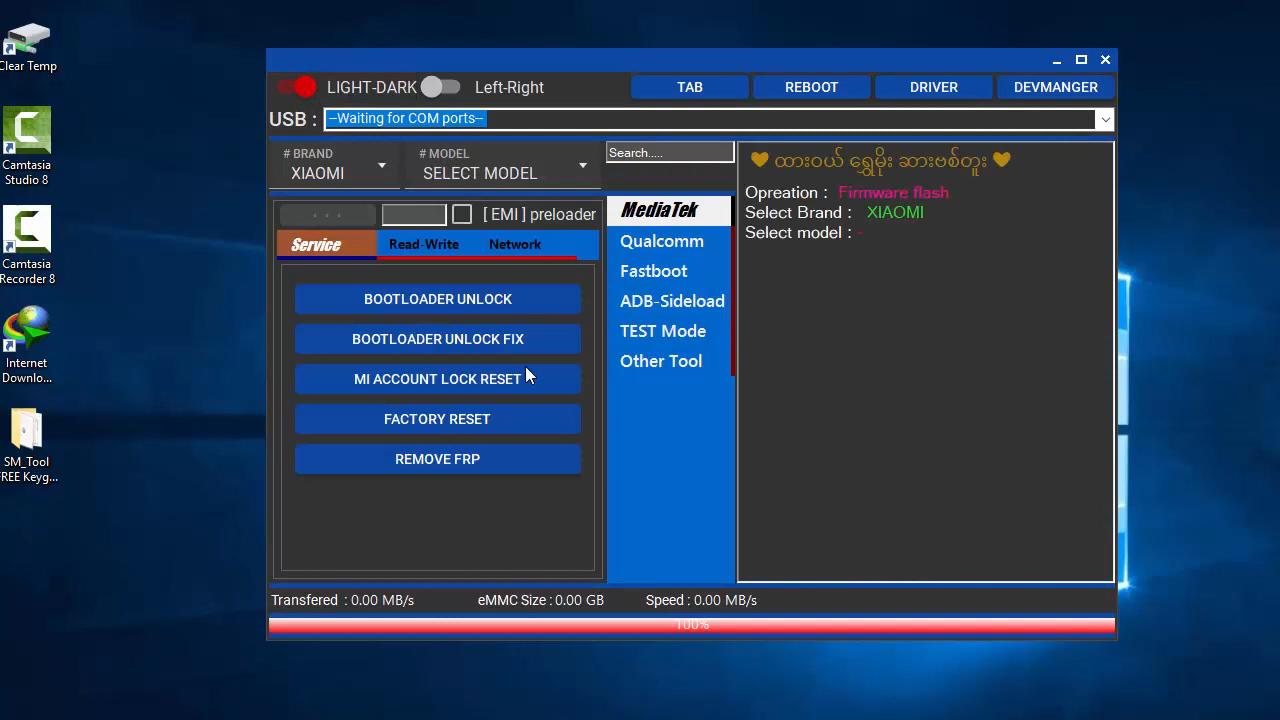 Clear Temp
Camtasia
Studio 8
Camtasia
Recorder 8
Internet
Downlo...
SM_Tool
FREE Keyg...
LIGHT-DARK
Left-Right
TAB
REBOOT
DRIVER
DEVMANGER
USB :
--Waiting for COM ports--
# BRAND
XIAOMI
# MODEL
SELECT MODEL
Search.....
[ EMI ] preloader
Service
Read-Write
Network
BOOTLOADER UNLOCK
BOOTLOADER UNLOCK FIX
MI ACCOUNT LOCK RESET
FACTORY RESET
REMOVE FRP
MediaTek
Qualcomm
Fastboot
ADB-Sideload
TEST Mode
Other Tool
♥ ထားဝယ် ရွှေမိုး ဆားဗစ်တူး ♥
Opreation : Firmware flash
Select Brand : XIAOMI
Select model : -
Transfered : 0.00 MB/s
eMMC Size : 0.00 GB
Speed : 0.00 MB/s
100%